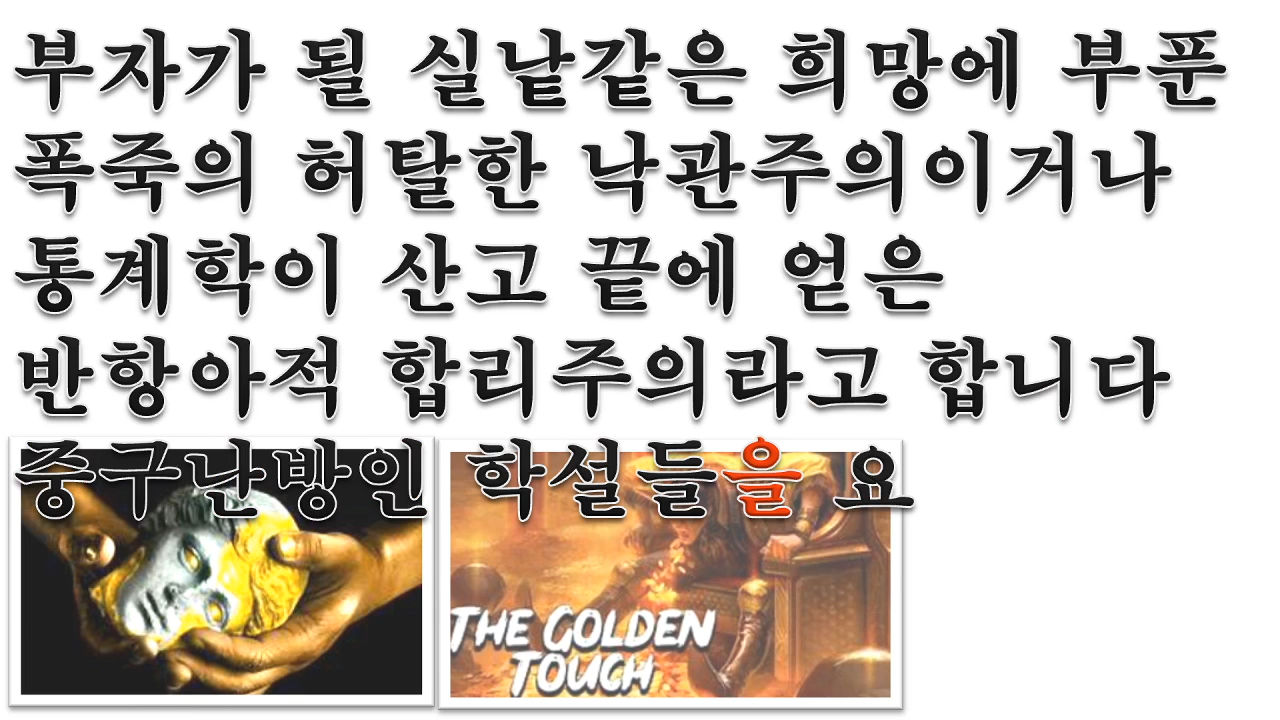 부자가 될 실낱같은 희망에 부푼
폭죽의 허탈한 낙관주의이거나
통계학이 산고 끝에 얻은
반항아적 합리주의라고 합니다
중구난방인 학설들을 요
THE GOLDEN
TOUCH